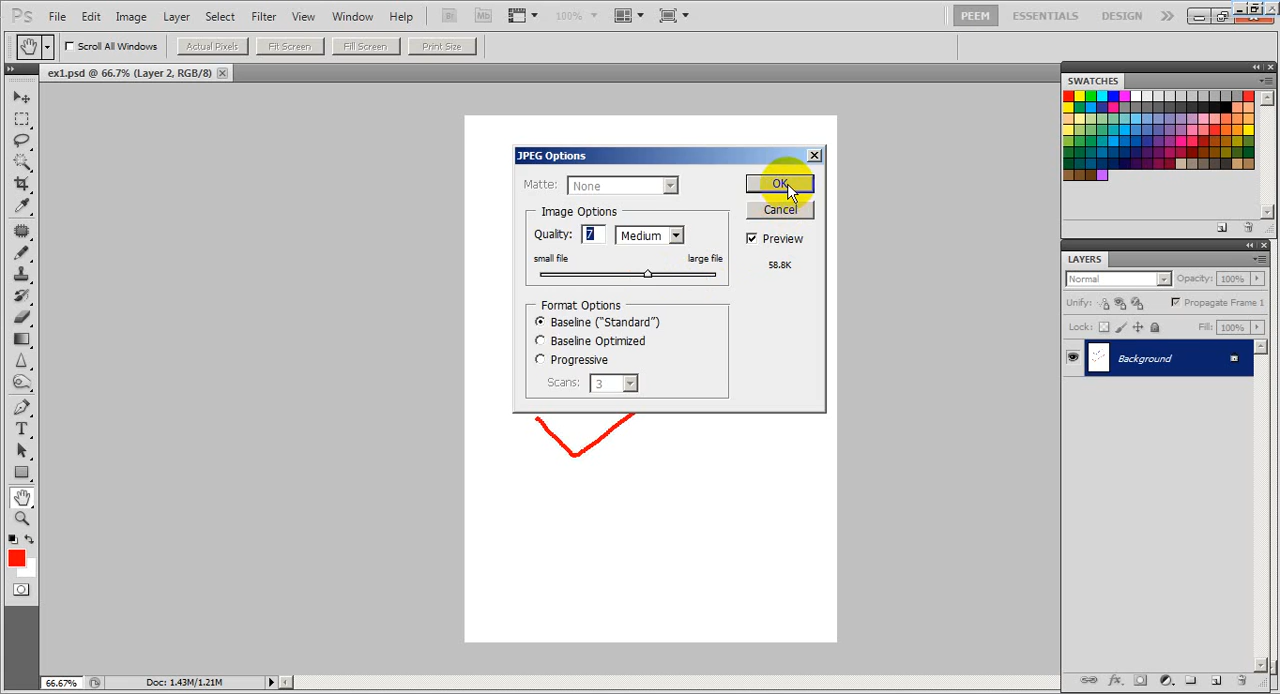 Ps File Edit Image Layer Select Filter View Window Help Br Mb 100% PEEM ESSENTIALS DESIGN
Scroll All Windows Actual Pixels Fit Screen Fill Screen Print Size
ex1.psd @ 66.7% (Layer 2, RGB/8)
SWATCHES
JPEG Options
Matte: None OK
Image Options Cancel
Quality: 7 Medium Preview
small file large file 58.8K
LAYERS
Normal Opacity: 100%
Unify: Propagate Frame 1
Lock: Fill: 100%
Format Options
Baseline ("Standard")
Baseline Optimized
Progressive
Scans: 3
Background
T
fx
66.67% Doc: 1.43M/1.21M